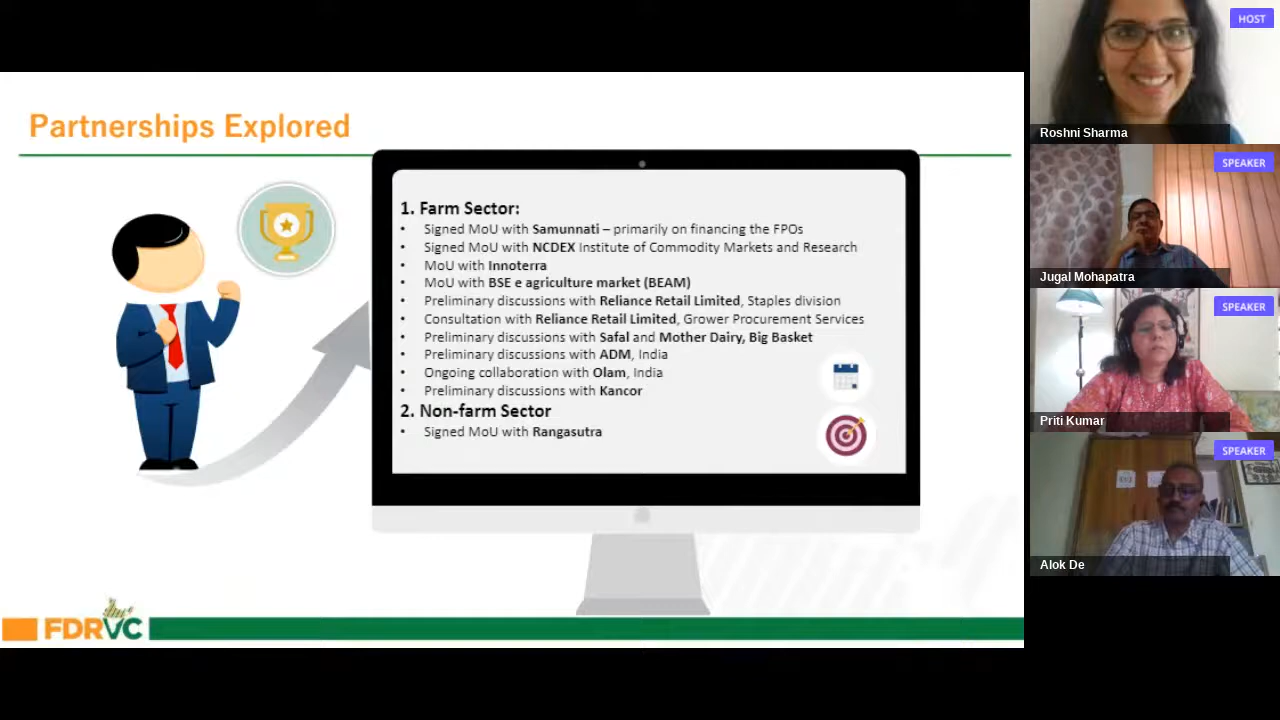 Partnerships Explored
1. Farm Sector:
• Signed MoU with Samunnati – primarily on financing the FPOs
• Signed MoU with NCDEX Institute of Commodity Markets and Research
• MoU with Innoterra
• MoU with BSE e agriculture market (BEAM)
• Preliminary discussions with Reliance Retail Limited, Staples division
• Consultation with Reliance Retail Limited, Grower Procurement Services
• Preliminary discussions with Safal and Mother Dairy, Big Basket
• Preliminary discussions with ADM, India
• Ongoing collaboration with Olam, India
• Preliminary discussions with Kancor
2. Non-farm Sector
• Signed MoU with Rangasutra
FDRVC
HOST
Roshni Sharma
SPEAKER
Jugal Mohapatra
SPEAKER
Priti Kumar
SPEAKER
Alok De